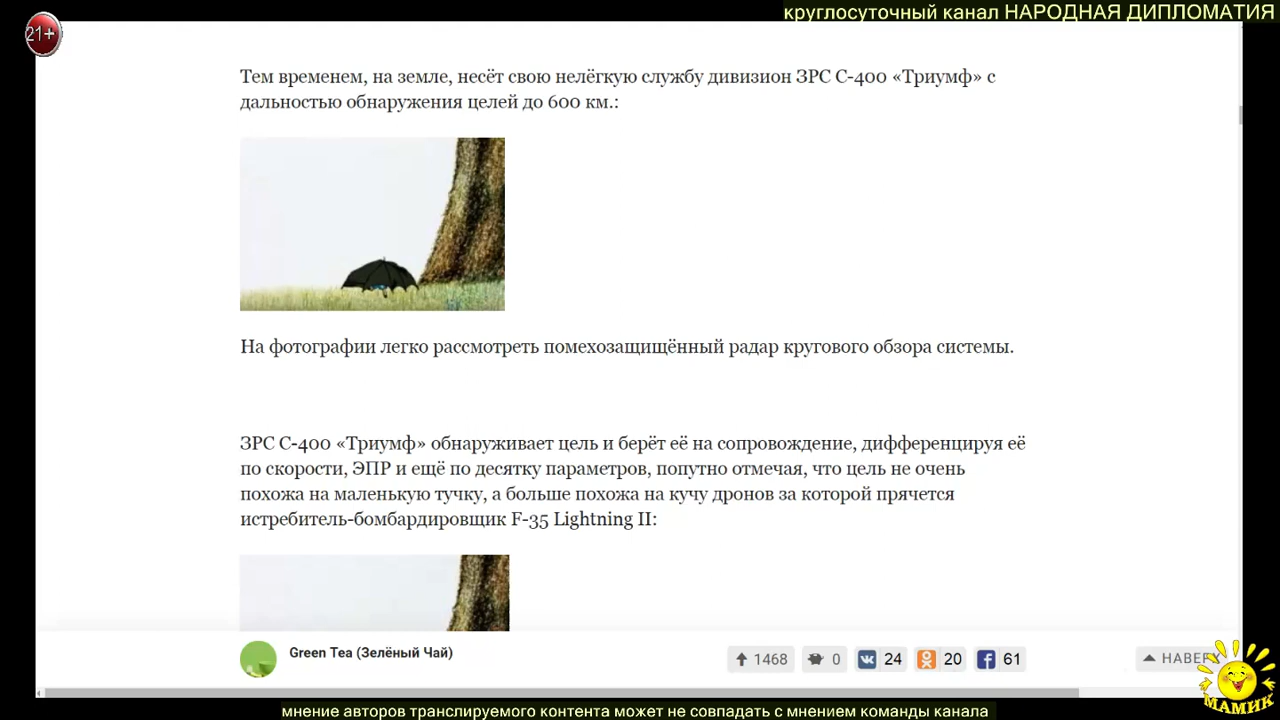 круглосуточный канал НАРОДНАЯ ДИПЛОМАТИЯ
21+
Тем временем, на земле, несёт свою нелёгкую службу дивизион ЗРС С-400 «Триумф» с
дальностью обнаружения целей до 600 км.:
На фотографии легко рассмотреть помехозащищённый радар кругового обзора системы.
ЗРС С-400 «Триумф» обнаруживает цель и берёт её на сопровождение, дифференцируя её
по скорости, ЭПР и ещё по десятку параметров, попутно отмечая, что цель не очень
похожа на маленькую тучку, а больше похожа на кучу дронов за которой прячется
истребитель-бомбардировщик F-35 Lightning II:
Green Tea (Зелёный Чай)
1468
0
24
20
61
НАВЕР
МАМИК
мнение авторов транслируемого контента может не совпадать с мнением команды канала